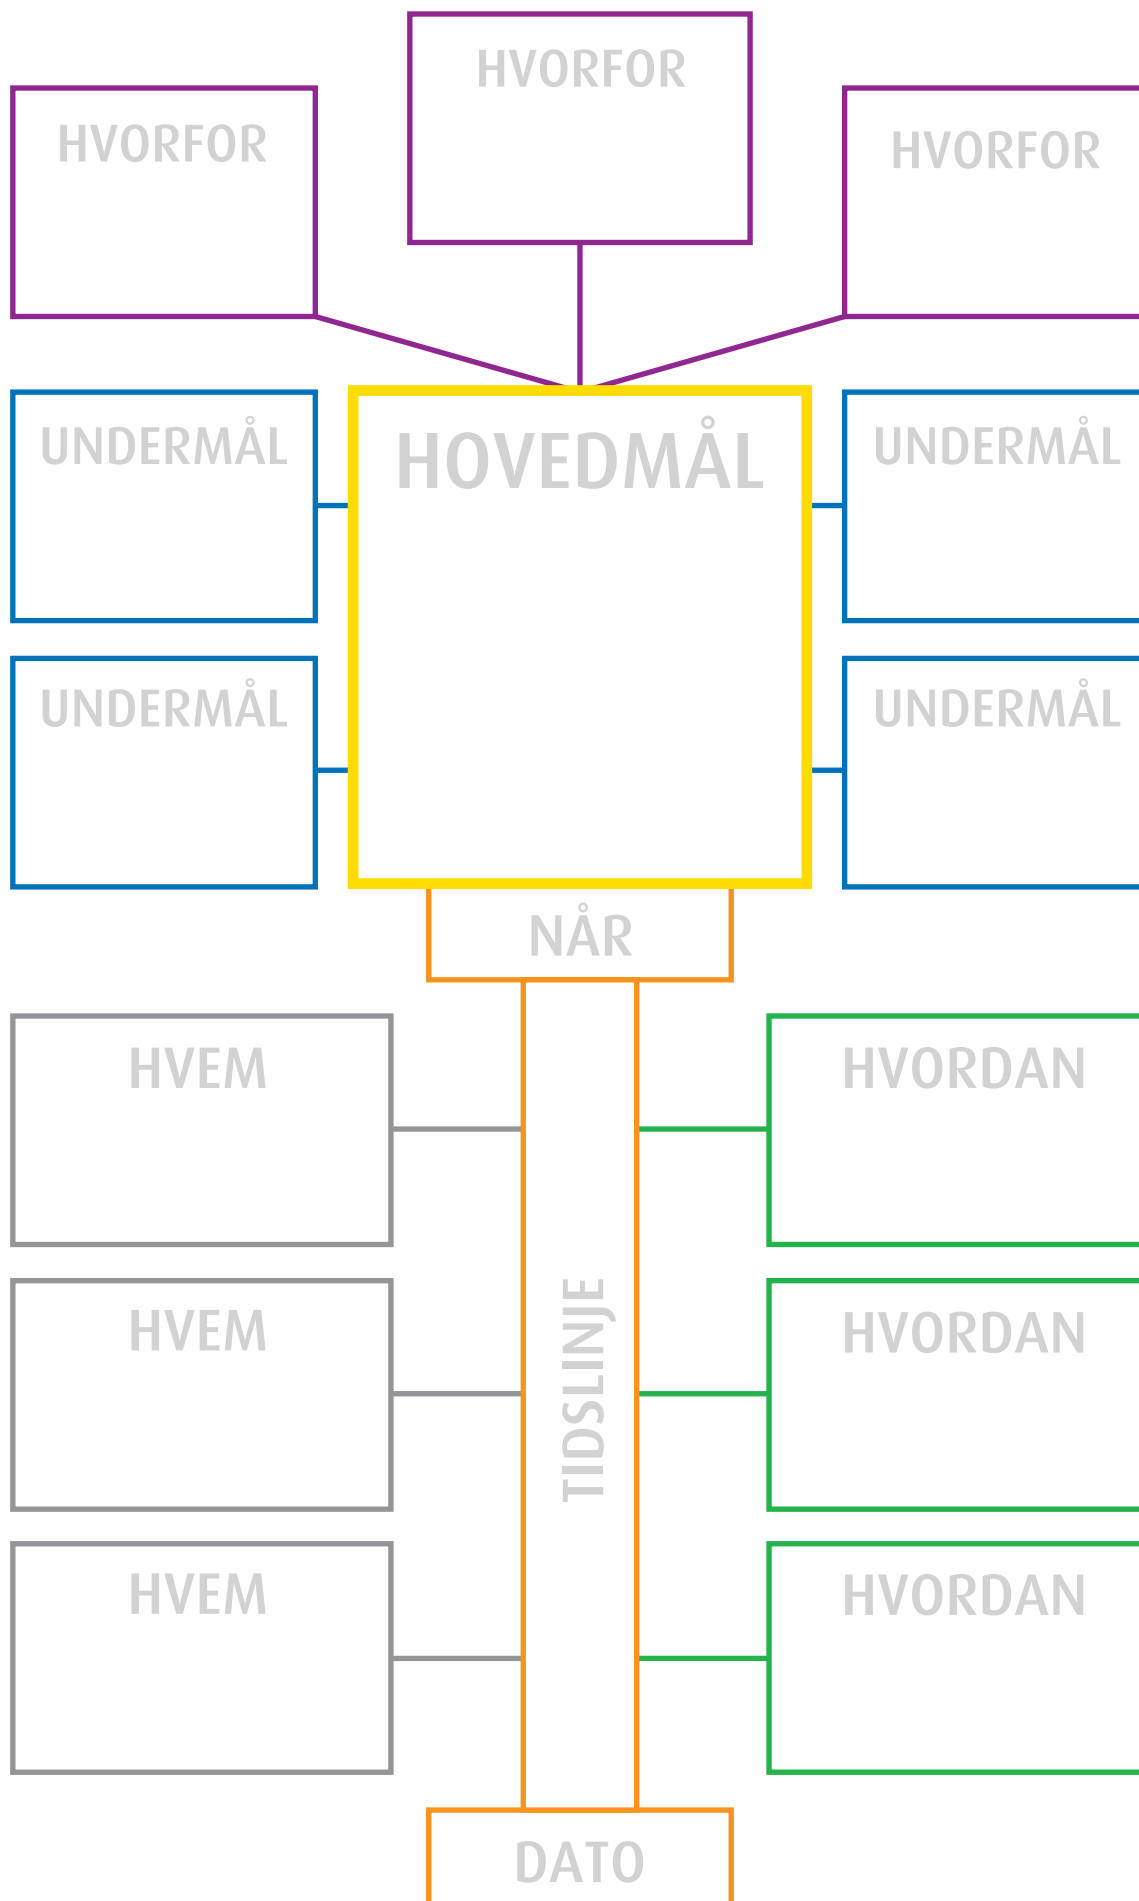 HVORFOR
HVORFOR
HVORFOR
UNDERMÅL
HOVEDMÅL
UNDERMÅL
UNDERMÅL
UNDERMÅL
NÅR
HVEM
HVORDAN
HVEM
TIDSLINJE
HVORDAN
HVEM
HVORDAN
DATO